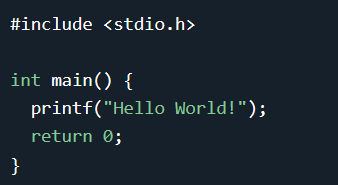 #include <stdio.h>

int main() {
  printf("Hello World!");
  return 0;
}